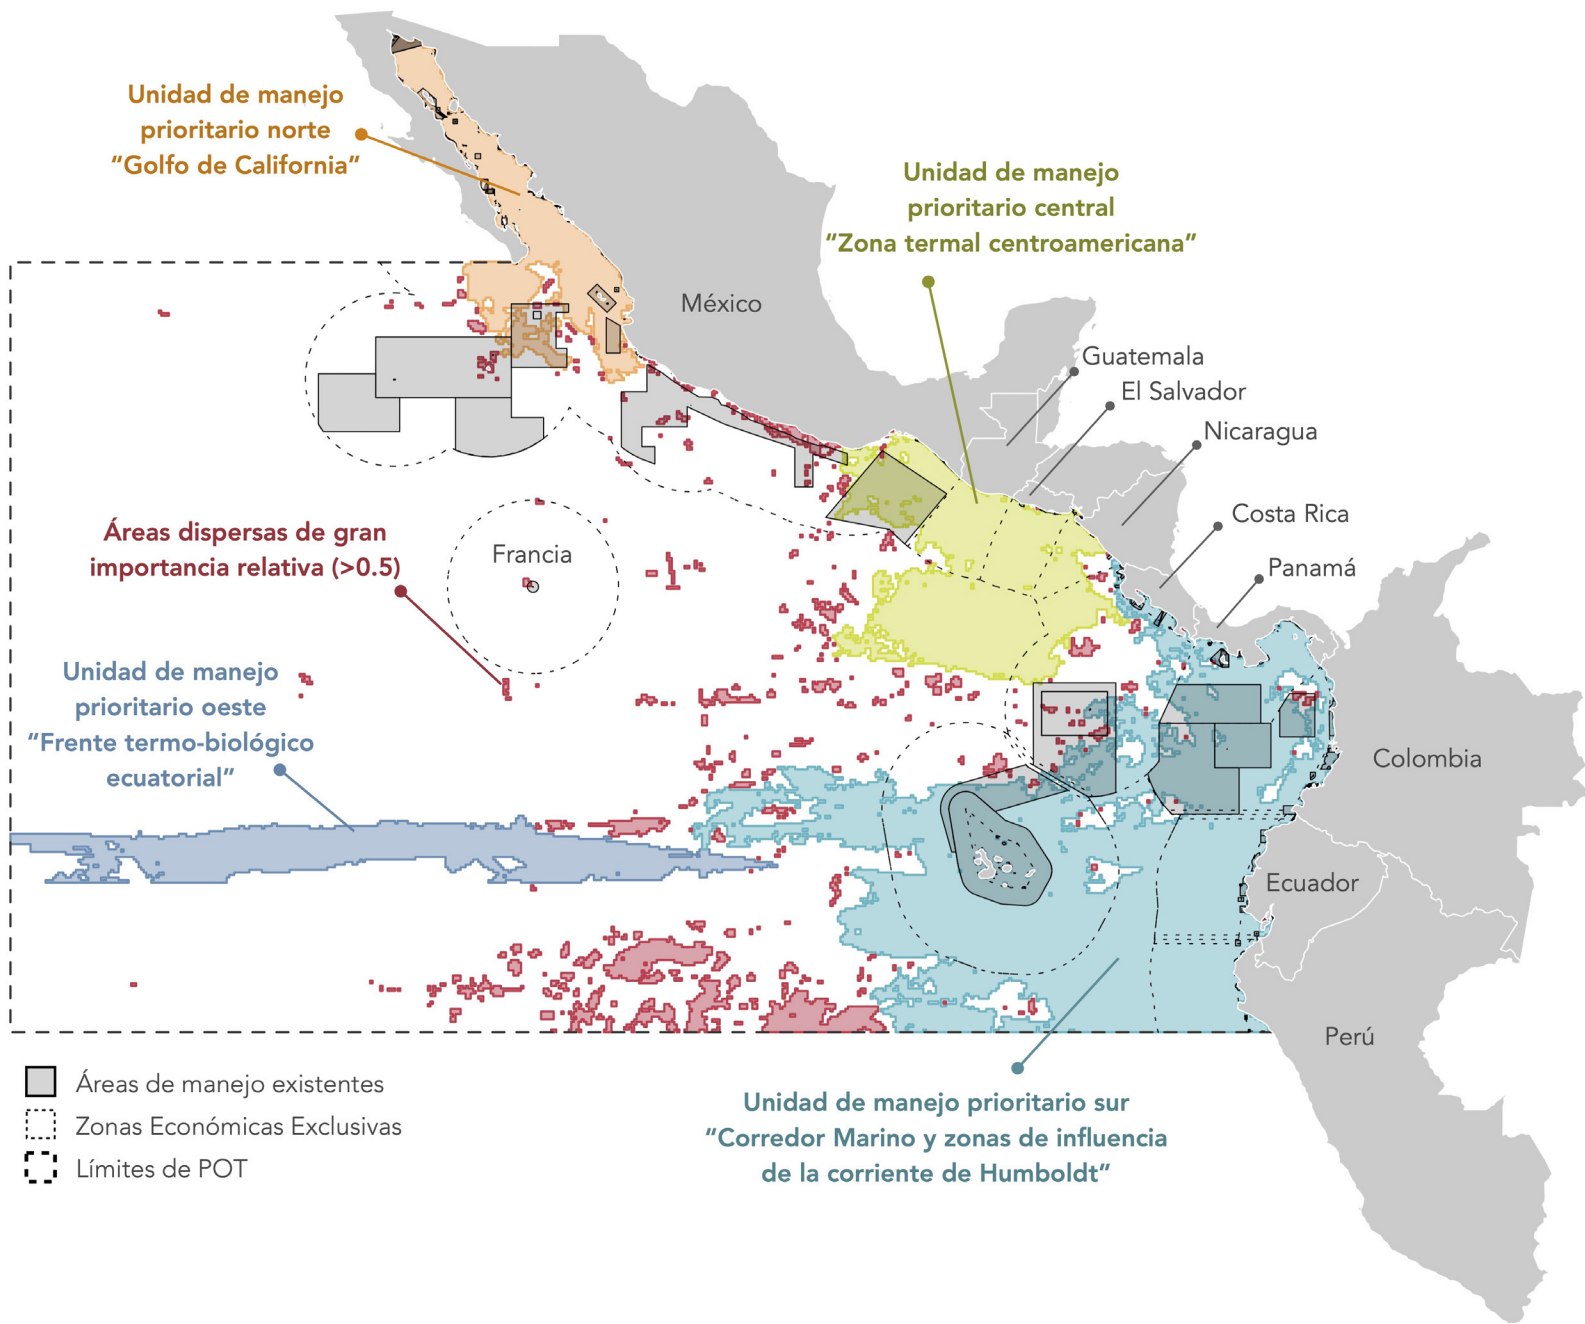 Unidad de manejo
prioritario norte
“Golfo de California”
Unidad de manejo
prioritario central
“Zona termal centroamericana”
México
Guatemala
El Salvador
Nicaragua
Costa Rica
Panamá
Áreas dispersas de gran
importancia relativa (>0.5)
Francia
Unidad de manejo
prioritario oeste
“Frente termo-biológico
ecuatorial”
Colombia
Ecuador
Perú
Áreas de manejo existentes
Zonas Económicas Exclusivas
Límites de POT
Unidad de manejo prioritario sur
“Corredor Marino y zonas de influencia
de la corriente de Humboldt”